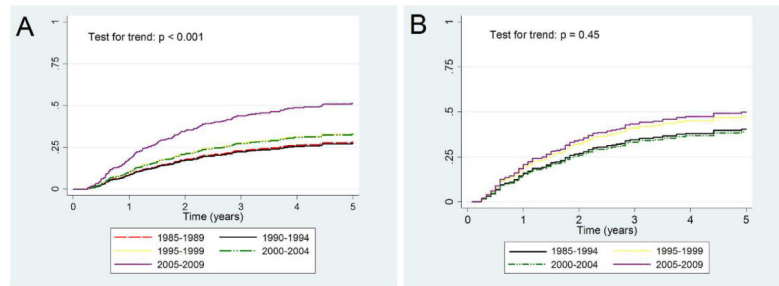 A
Test for trend: p < 0.001
1
.75
.5
.25
0
0 1 2 3 4 5
Time (years)
1985-1989 1990-1994
1995-1999 2000-2004
2005-2009
B
Test for trend: p = 0.45
1
.75
.5
.25
0
0 1 2 3 4 5
Time (years)
1985-1994 1995-1999
2000-2004 2005-2009